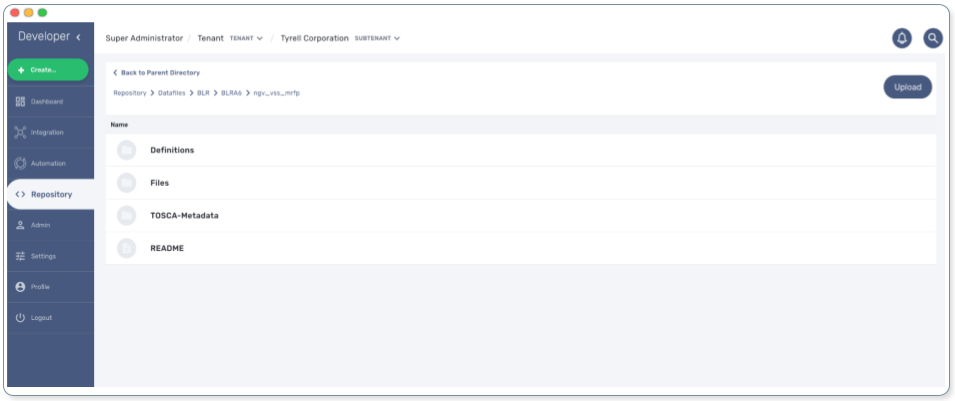 Developer
Super Administrator / Tenant TENANT / Tyrell Corporation SUBTENANT
+ Create...
Dashboard
Integration
Automation
<> Repository
Admin
Settings
Profile
Logout
Back to Parent Directory
Repository > Datafiles > BLR > BLRA6 > ngv_vss_mrfp
Upload
Name
Definitions
Files
TOSCA-Metadata
README